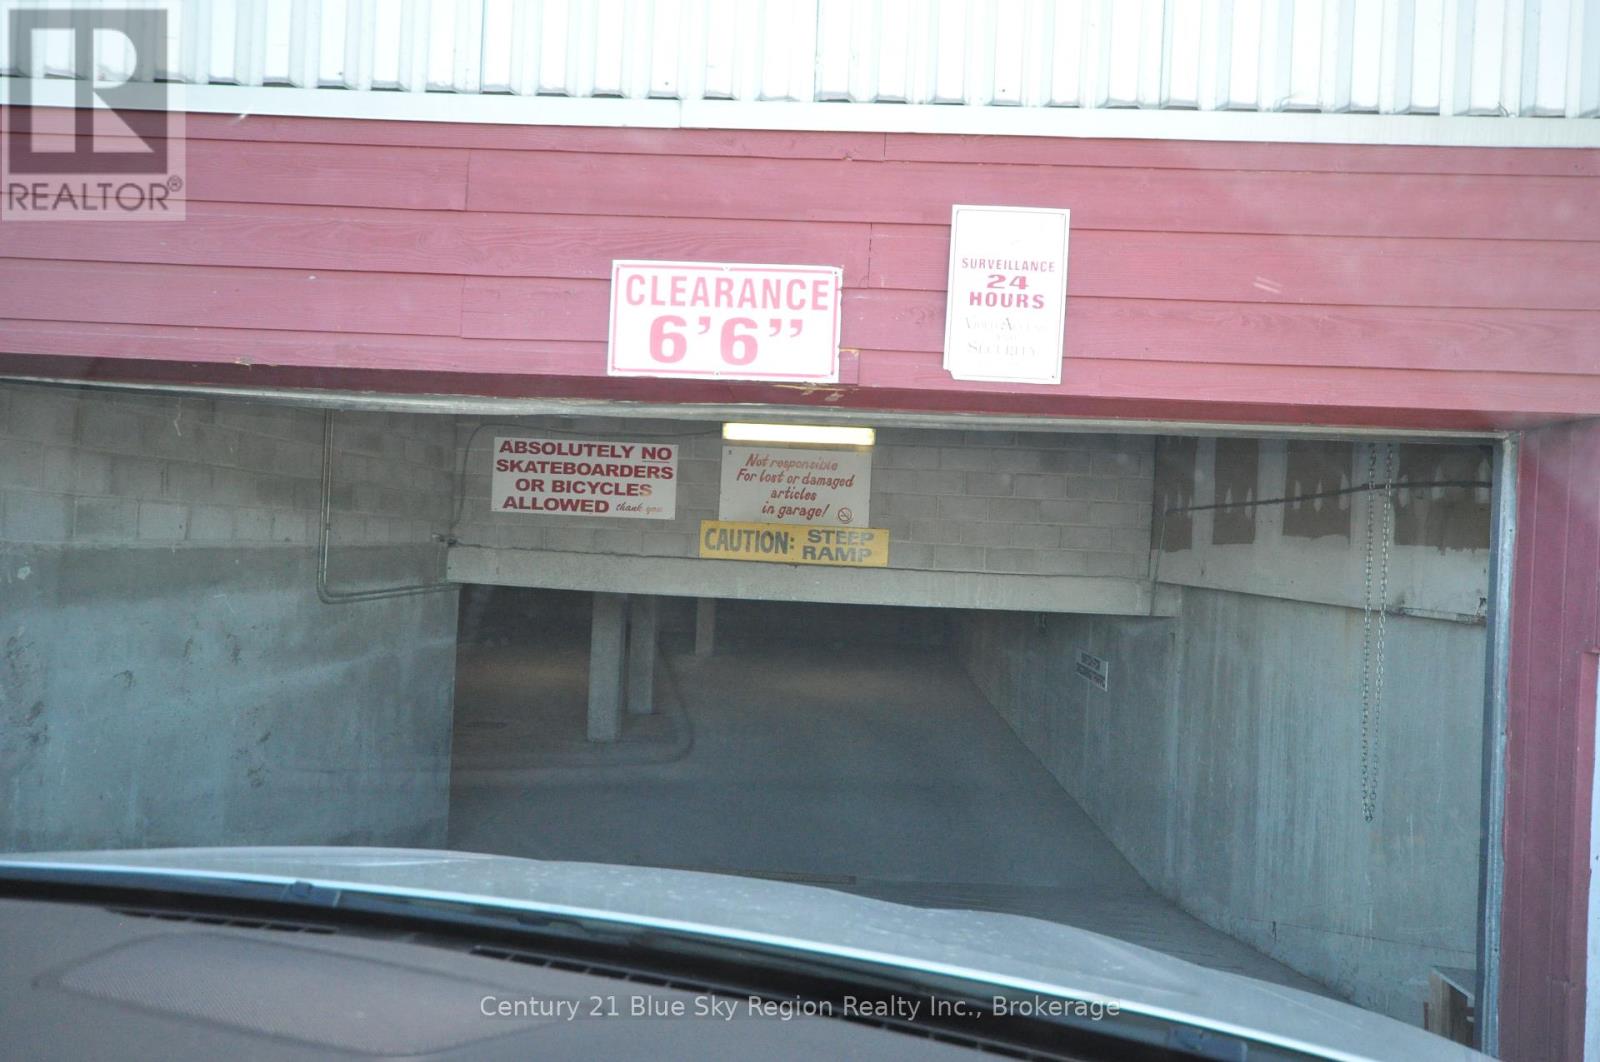 REALTOR®
CLEARANCE
6'6"
SURVEILLANCE
24
HOURS
SECURITY
ABSOLUTELY NO
SKATEBOARDERS
OR BICYCLES
ALLOWED thank you
Not responsible
For lost or damaged
articles
in garage!
CAUTION: STEEP
RAMP
Century 21 Blue Sky Region Realty Inc., Brokerage